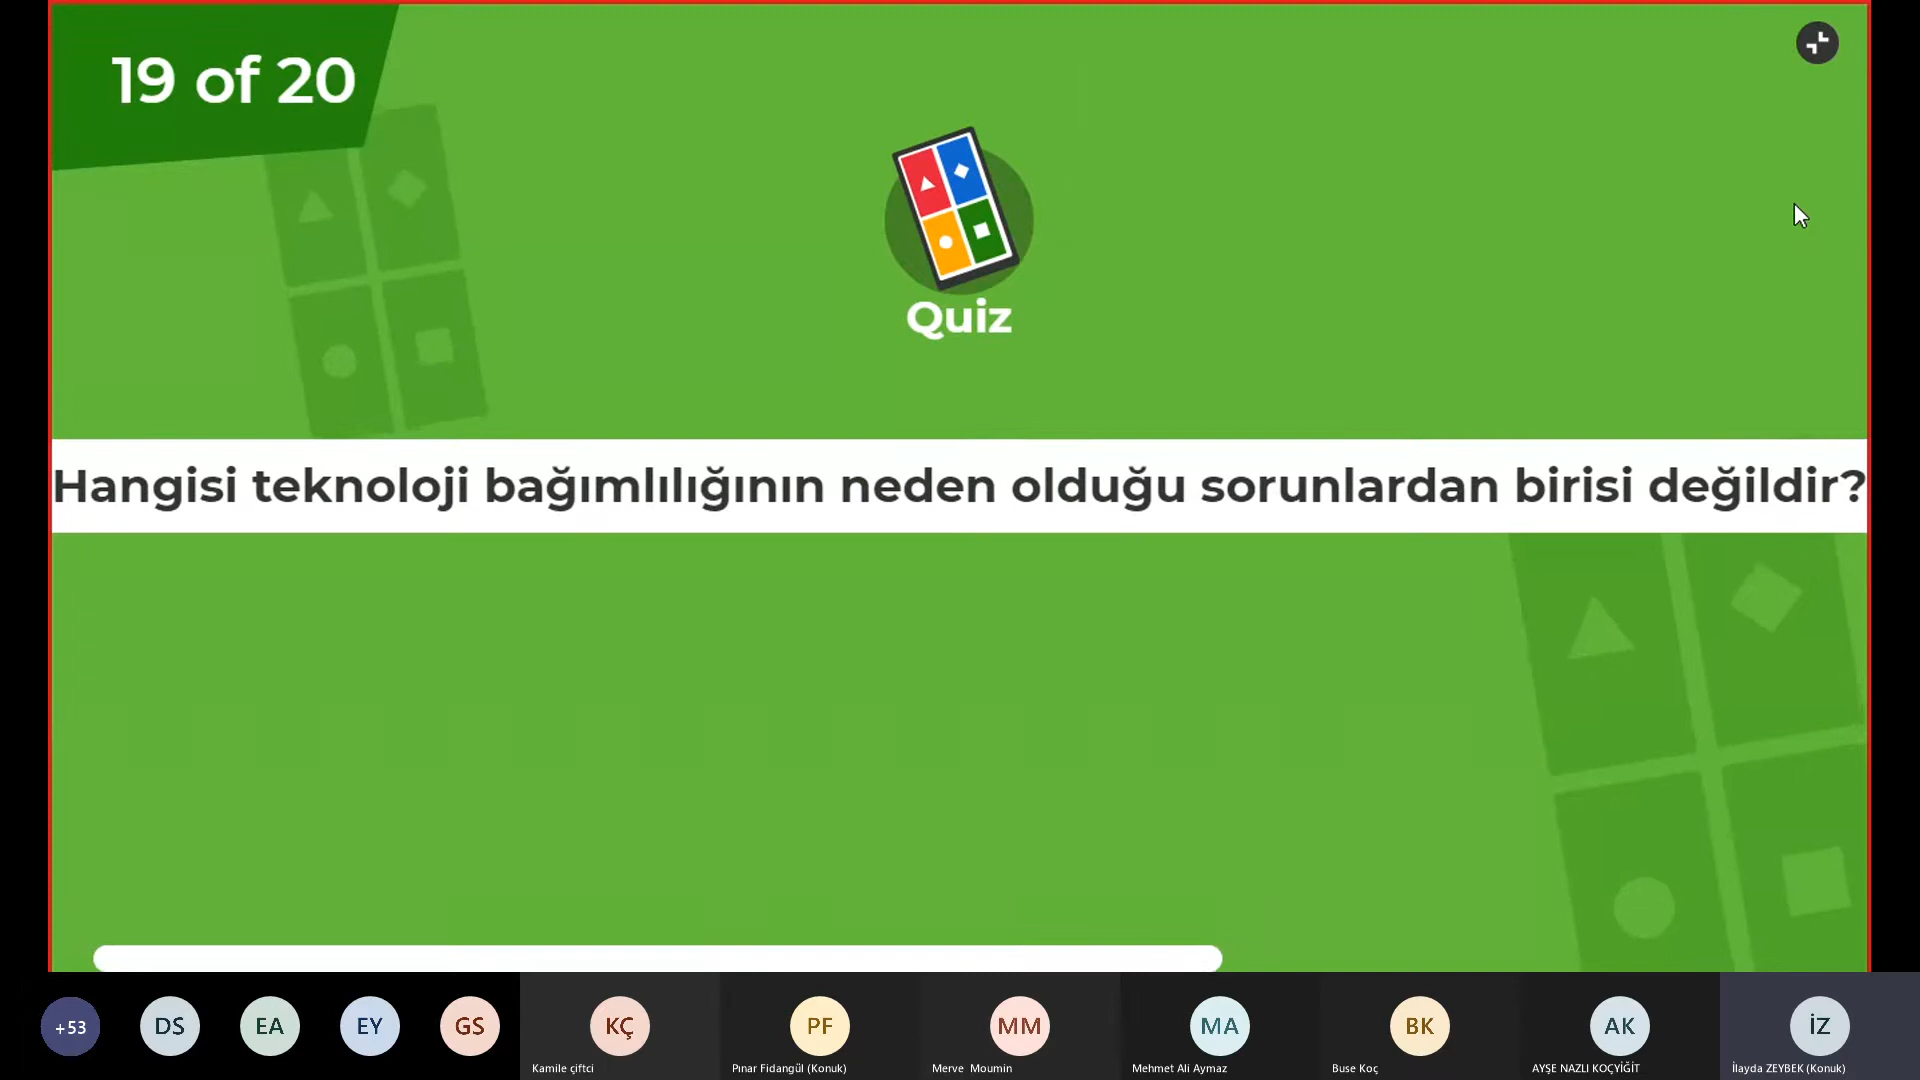 19 of 20
Quiz
Hangisi teknoloji bağımlılığının neden olduğu sorunlardan birisi değildir?
+53
DS
EA
EY
GS
KÇ
Kamile çiftci
PF
Pınar Fidangül (Konuk)
MM
Merve Moumin
MA
Mehmet Ali Aymaz
BK
Buse Koç
AK
AYŞE NAZLI KOÇYİĞİT
İZ
İlayda ZEYBEK (Konuk)